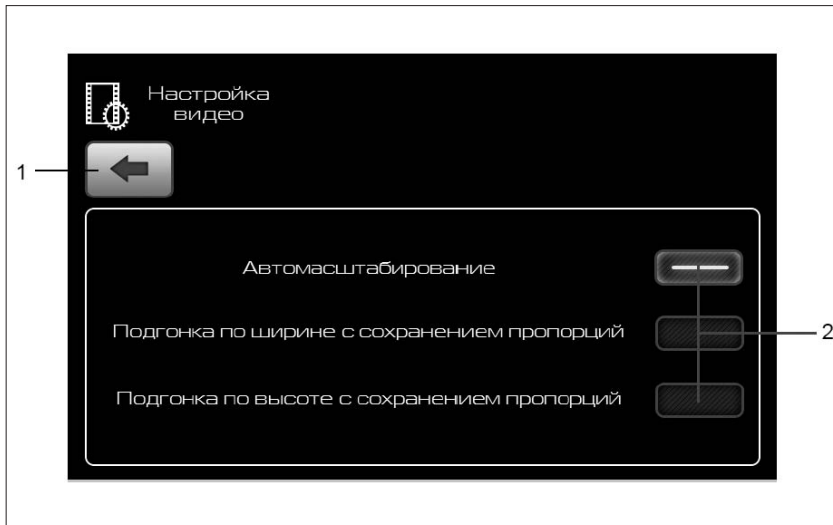 Настройка
видео
1
Автомасштабирование
Подгонка по ширине с сохранением пропорций
2
Подгонка по высоте с сохранением пропорций